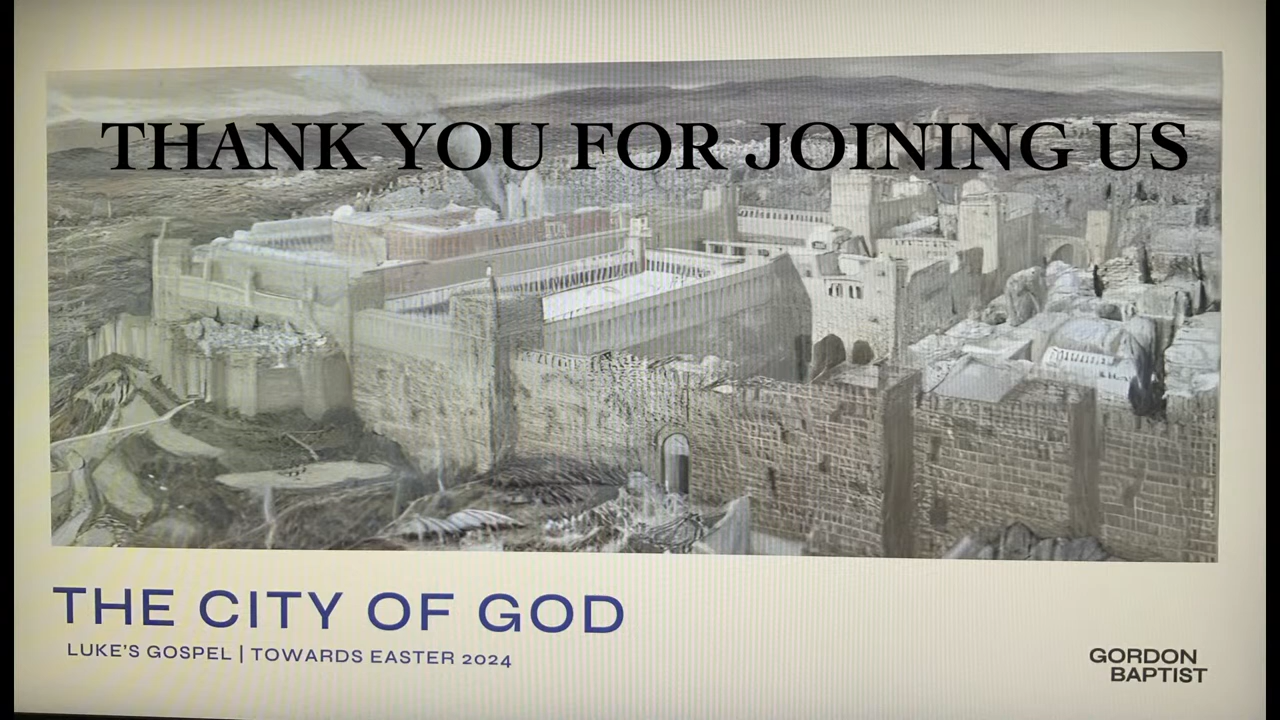 THANK YOU FOR JOINING US
THE CITY OF GOD
LUKE'S GOSPEL | TOWARDS EASTER 2024
GORDON
BAPTIST